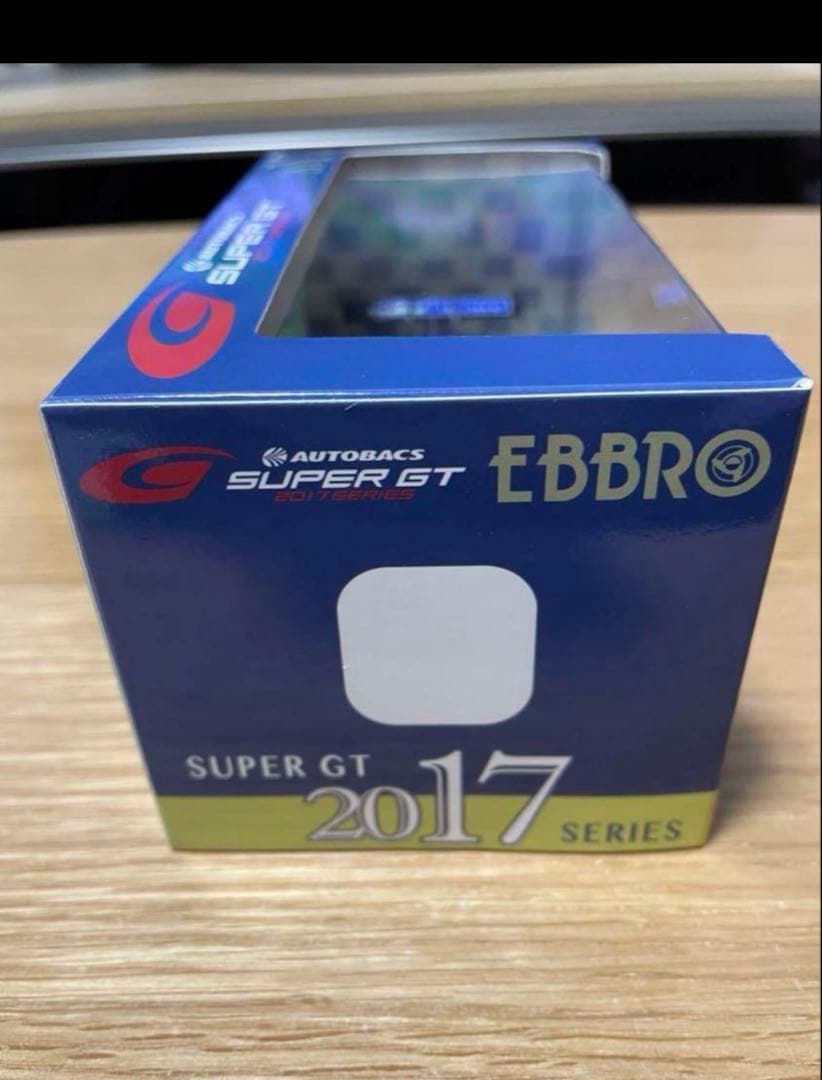 AUTOBACS
SUPER GT
AUTOBACS
SUPER GT
2017 SERIES
EBBRO
SUPER GT
2017
SERIES